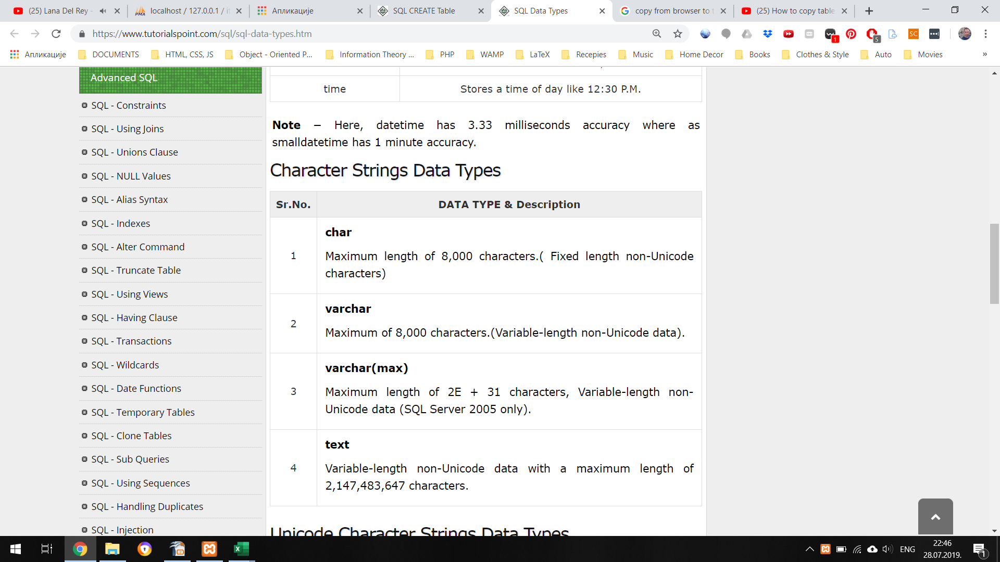 (25) Lana Del Rey -
localhost / 127.0.0.1 / it
Апликације
SQL CREATE Table
SQL Data Types
copy from browser to t
(25) How to copy table
https://www.tutorialspoint.com/sql/sql-data-types.htm
1
5
SC
Апликације
DOCUMENTS
HTML, CSS, JS
Object - Oriented P...
Information Theory ...
PHP
WAMP
LaTeX
Recepies
Music
Home Decor
Books
Clothes & Style
Auto
Movies
»
Advanced SQL
SQL - Constraints
SQL - Using Joins
SQL - Unions Clause
SQL - NULL Values
SQL - Alias Syntax
SQL - Indexes
SQL - Alter Command
SQL - Truncate Table
SQL - Using Views
SQL - Having Clause
SQL - Transactions
SQL - Wildcards
SQL - Date Functions
SQL - Temporary Tables
SQL - Clone Tables
SQL - Sub Queries
SQL - Using Sequences
SQL - Handling Duplicates
SQL - Injection
time
Stores a time of day like 12:30 P.M.
Note − Here, datetime has 3.33 milliseconds accuracy where as
smalldatetime has 1 minute accuracy.
Character Strings Data Types
Sr.No.
DATA TYPE & Description
1
char
Maximum length of 8,000 characters.( Fixed length non-Unicode
characters)
2
varchar
Maximum of 8,000 characters.(Variable-length non-Unicode data).
3
varchar(max)
Maximum length of 2E + 31 characters, Variable-length non-
Unicode data (SQL Server 2005 only).
4
text
Variable-length non-Unicode data with a maximum length of
2,147,483,647 characters.
Unicode Character Strings Data Types
ENG
22:46
28.07.2019.
1